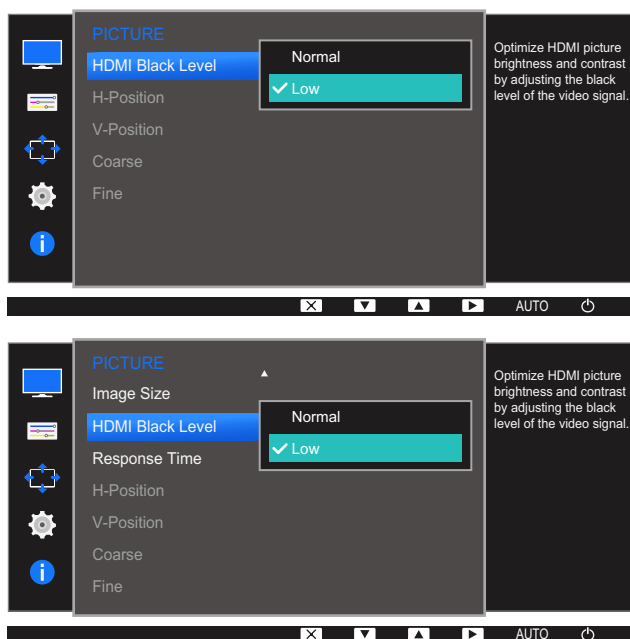 PICTURE
HDMI Black Level
Normal
Low
H-Position
V-Position
Coarse
Fine
Optimize HDMI picture
brightness and contrast
by adjusting the black
level of the video signal.
i
AUTO
PICTURE
Image Size
HDMI Black Level
Normal
Low
Response Time
H-Position
V-Position
Coarse
Fine
Optimize HDMI picture
brightness and contrast
by adjusting the black
level of the video signal.
i
AUTO